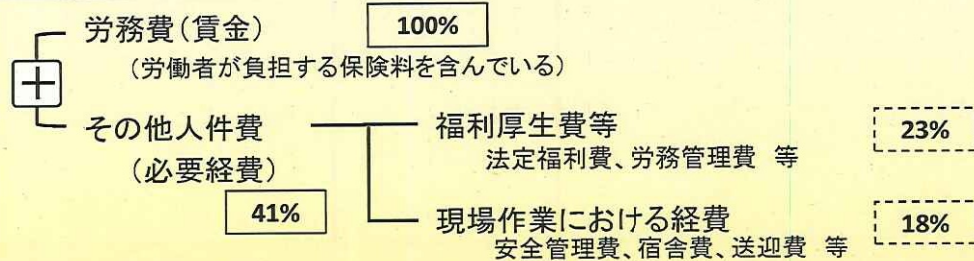 労務費(賃金) 100%
(労働者が負担する保険料を含んでいる)
+
その他人件費
(必要経費)
41%
福利厚生費等 23%
法定福利費、労務管理費 等
現場作業における経費 18%
安全管理費、宿舎費、送迎費 等